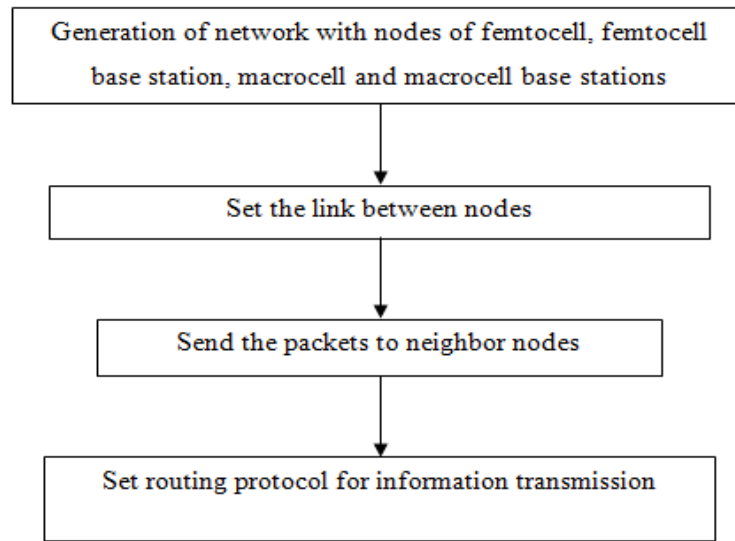 Generation of network with nodes of femtocell, femtocell
base station, macrocell and macrocell base stations
Set the link between nodes
Send the packets to neighbor nodes
Set routing protocol for information transmission